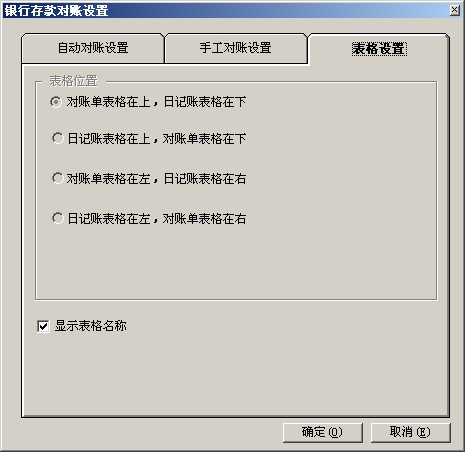 银行存款对账设置
自动对账设置 手工对账设置 表格设置
表格位置
对账单表格在上，日记账表格在下
日记账表格在上，对账单表格在下
对账单表格在左，日记账表格在右
日记账表格在左，对账单表格在右
显示表格名称
确定(O) 取消(E)